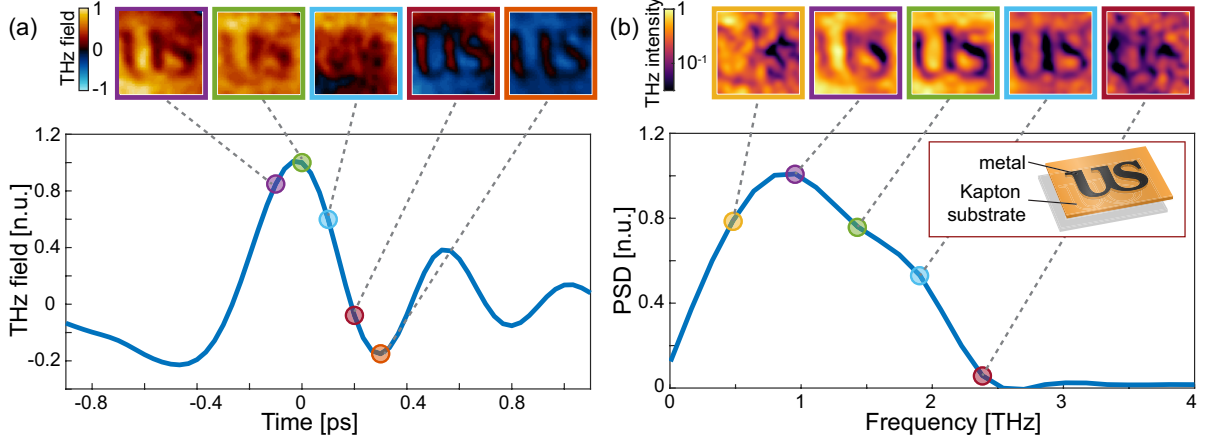 (a)
THz field
1
0
-1
1.2
0.8
0.4
0
-0.2
THz field [n.u.]
-0.8
-0.4
0
0.4
0.8
Time [ps]
(b)
THz intensity
1
10-1
1.2
0.8
0.4
0
PSD [n.u.]
metal
Kapton
substrate
US
0
1
2
3
4
Frequency [THz]